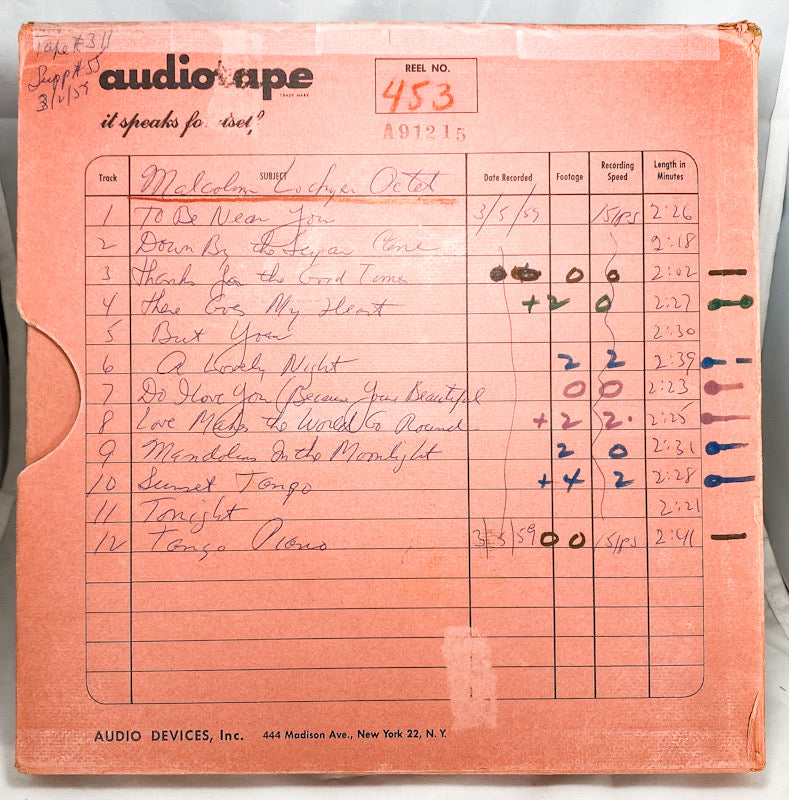 Tape #311
Supp #55
3/2/59
audiotape
TRADE MARK
it speaks fo iself
REEL NO.
453
A91215
Track SUBJECT Date Recorded Footage Recording Speed Length in Minutes
Malcolm Lockyer Octet
1 To Be Near You 3/5/59 15IPS 2:26
2 Down By the Sugar Cane 2:18
3 Thanks for the Good Times 0 0 2:02
4 There Goes My Heart +2 0 2:27
5 But Yours 2:30
6 A Lovely Night 2 2 2:39
7 Do I Love You (Because Your Beautiful 0 0 2:23
8 Love Makes the World Go Round +2 2. 2:25
9 Mandolins In the Moonlight 2 0 2:31
10 Sunset Tango +4 2 2:28
11 Tonight 2:21
12 Tango Piano 3/5/59 0 0 15IPS 2:41
AUDIO DEVICES, Inc. 444 Madison Ave., New York 22, N. Y.